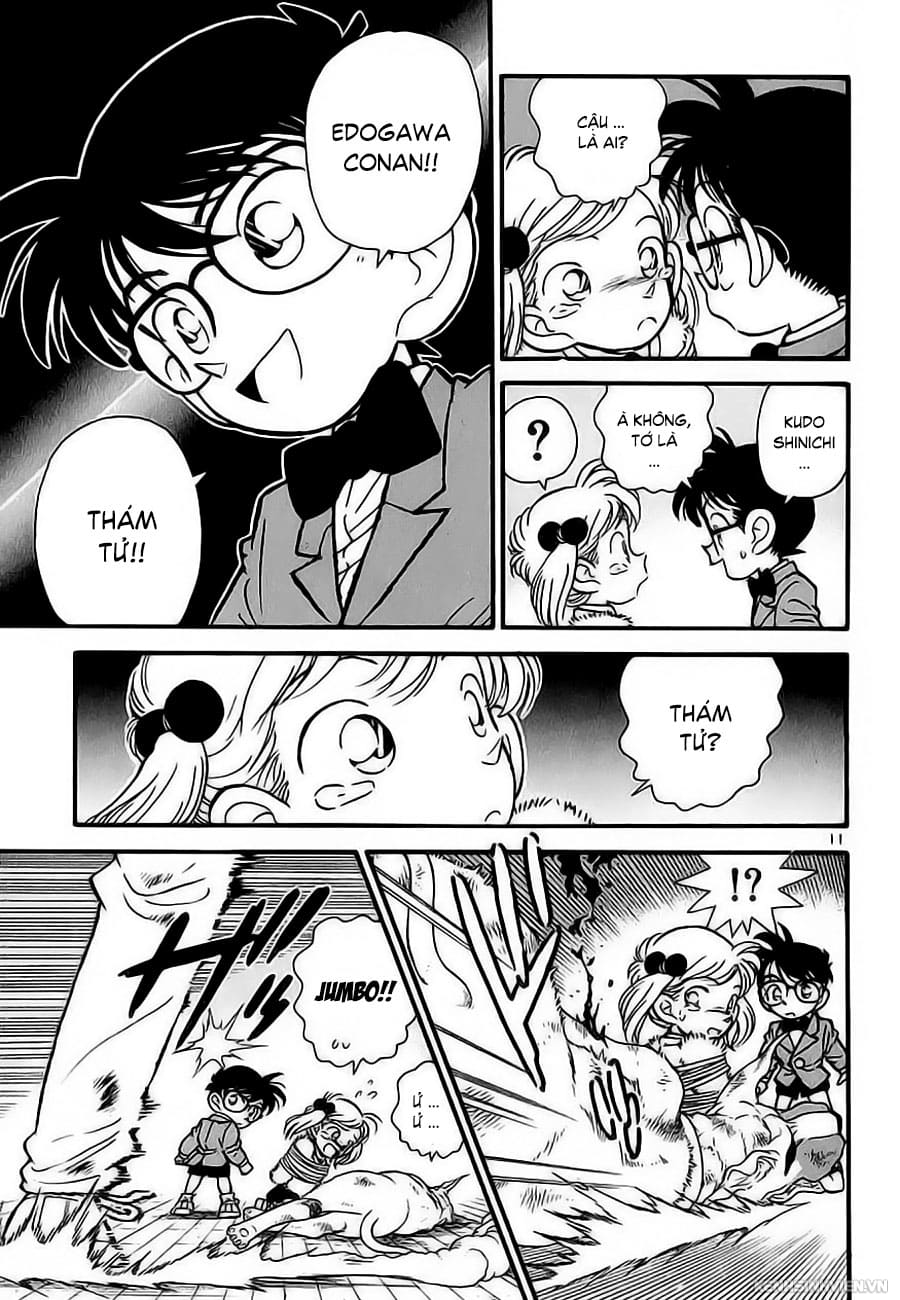 CẬU ...
LÀ AI?
KUDO
SHINICHI
...
À KHÔNG,
TỚ LÀ
...
?
EDOGAWA
CONAN!!
THÁM
TỬ!!
THÁM
TỬ?
11
!?
JUMBO!!
Ư ...
Ư